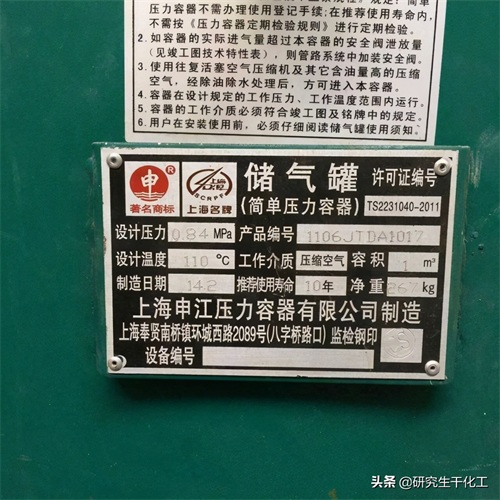 压力容器不需办理使用登记手续；在推荐使用寿命内，
不需按《压力容器定期检验规则》进行定期检验。
2. 如容器的实际进气量超过本容器的安全阀泄放量
(见竣工图技术特性表)，则管路系统中加装安全阀。
3. 使用往复活塞空气压缩机及其它含油量高的压缩
空气，经除油除水处理后，方可进入本容器。
4. 容器在设计规定的工作压力、工作温度范围内运行。
5. 容器的工作介质必须符合竣工图及铭牌中的规定。
6. 用户在安装使用前，必须仔细阅读储气罐使用须知。
申 ®
著名商标
上海名牌
储气罐
(简单压力容器)
许可证编号
TS2231040-2011
设计压力 0.84 MPa 产品编号 1106JTDA1017
设计温度 110 ℃ 工作介质 压缩空气 容积 1 m³
制造日期 推荐使用寿命 10年 净重 267 kg
上海申江压力容器有限公司制造
上海奉贤南桥镇环城西路2089号(八字桥路口) 监检钢印
设备编号
头条 @研究生干化工